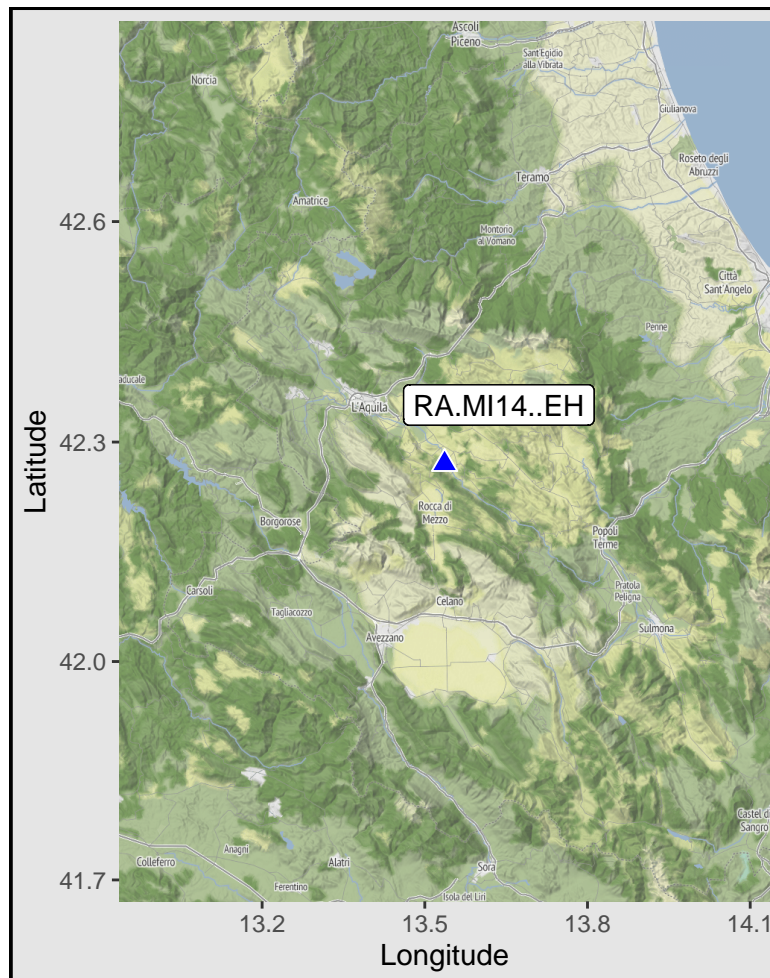 Ascoli
Piceno
Sant'Egidio
alla Vibrata
Norcia
Giulianova
Roseto degli
Abruzzi
Teramo
Amatrice
42.6
Montorio
al Vomano
Città
Sant'Angelo
Penne
aducale
L'Aquila
RA.MI14..EH
42.3
Latitude
Rocca di
Mezzo
Borgorose
Popoli
Terme
Carsoli
Pratola
Peligna
Celano
Tagliacozzo
Sulmona
Avezzano
42.0
Castel di
Sangro
Anagni
Colleferro
Alatri
Sora
Ferentino
Isola del Liri
41.7
13.2
13.5
13.8
14.1
Longitude